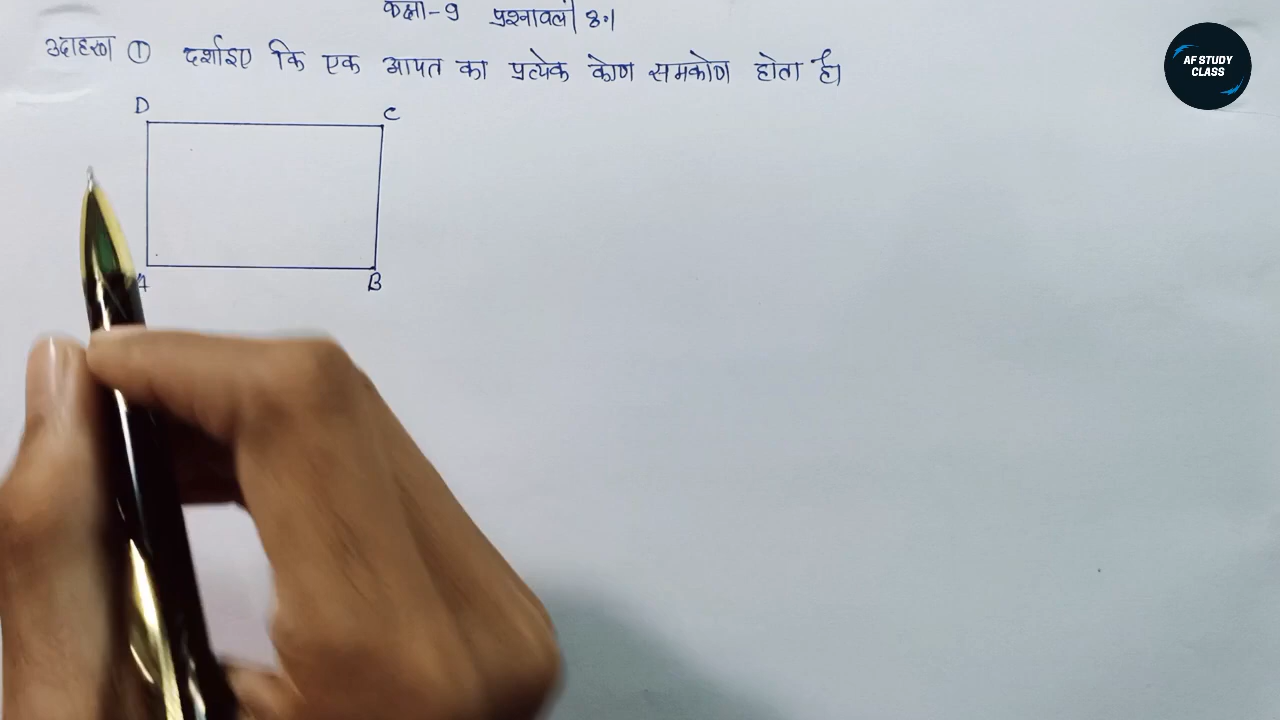 कक्षा-9 प्रश्नावली 8.1
उदाहरण ① दर्शाइए कि एक आयत का प्रत्येक कोण समकोण होता है।
AF STUDY
CLASS
D
C
A
B